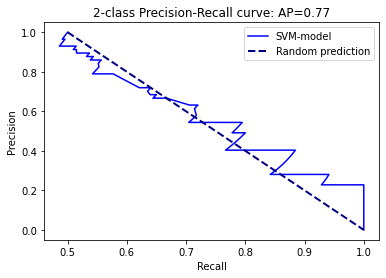 2-class Precision-Recall curve: AP=0.77
SVM-model
Random prediction
Precision
1.0
0.8
0.6
0.4
0.2
0.0
0.5 0.6 0.7 0.8 0.9 1.0
Recall